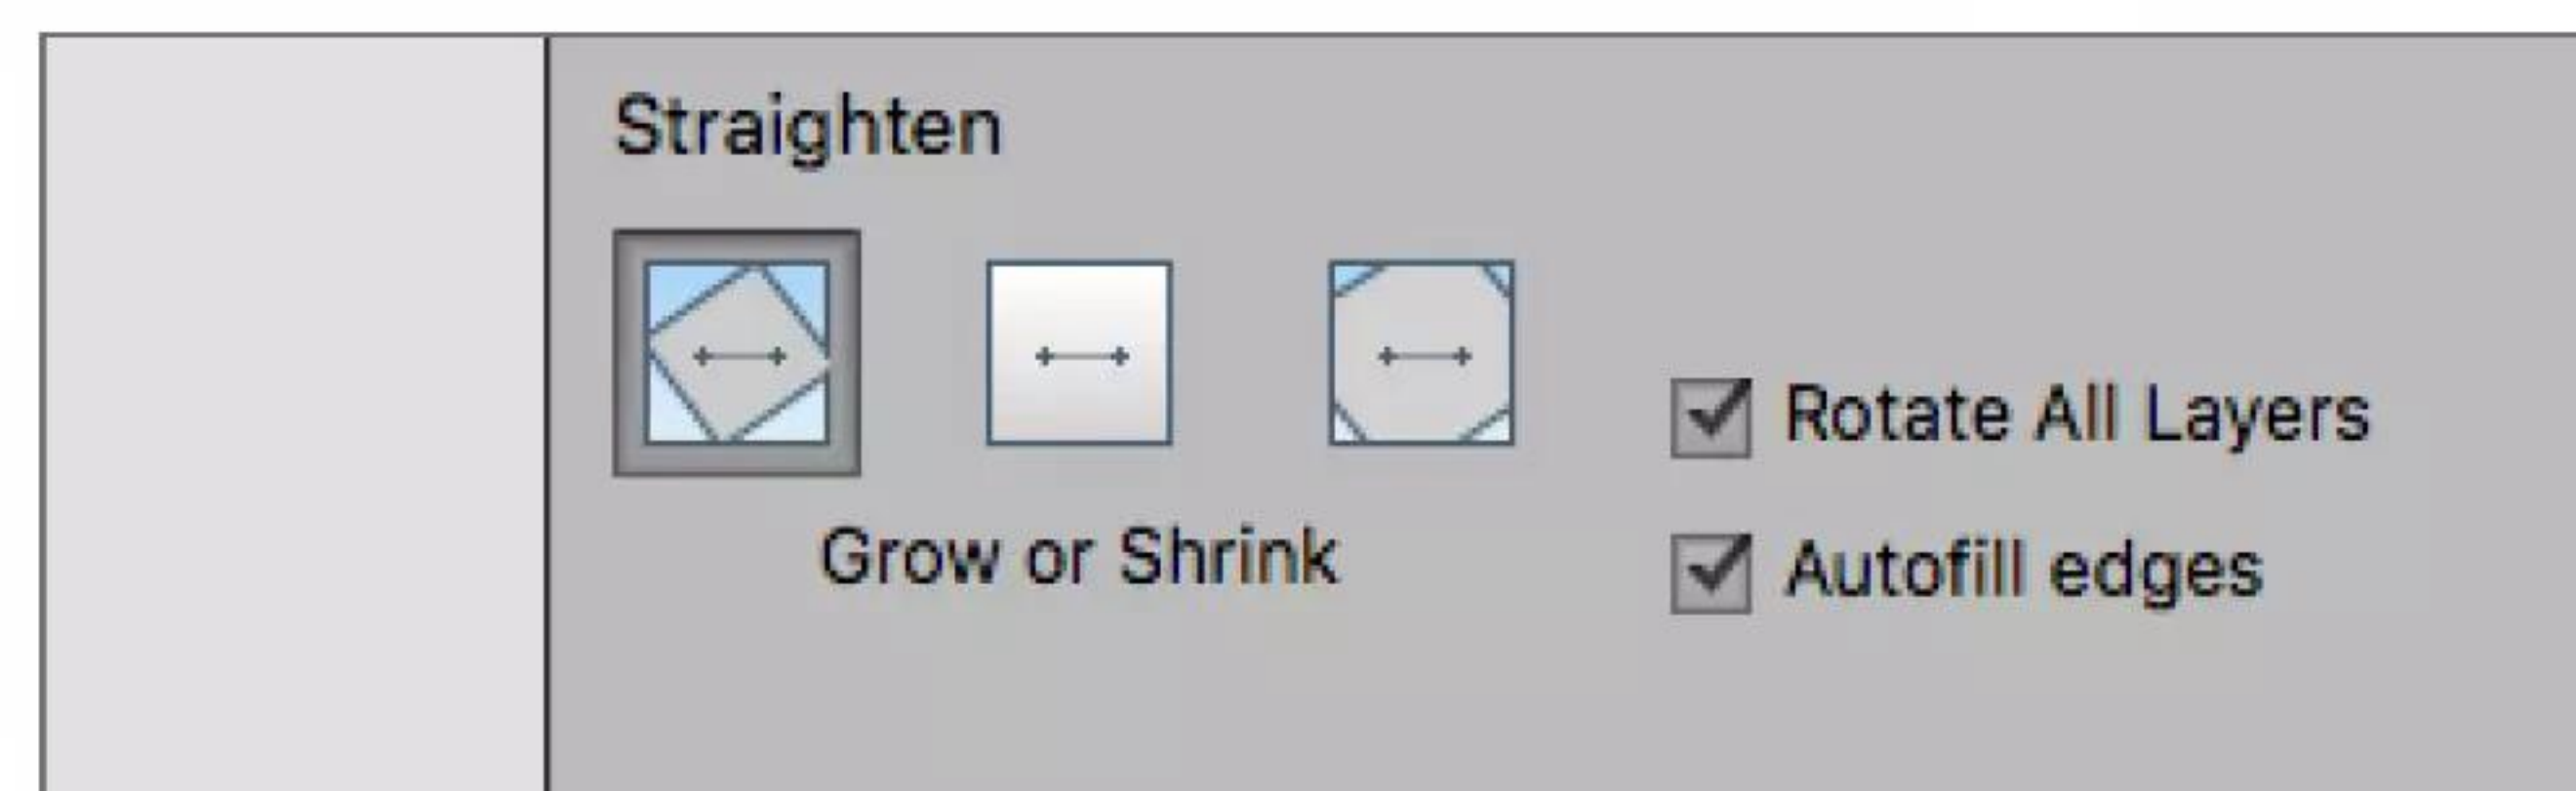 Straighten
Grow or Shrink
Rotate All Layers
Autofill edges